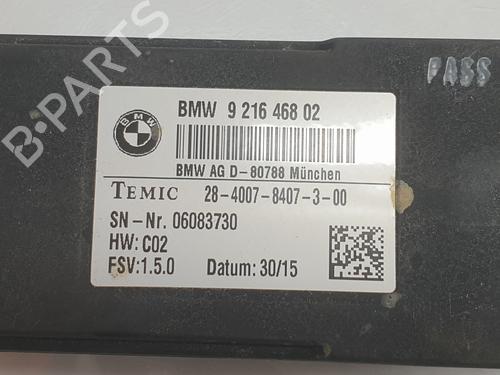 B-PARTS
PASS
BMW 9 216 468 02
BMW AG D-80788 München
TEMIC 28-4007-8407-3-00
SN-Nr. 06083730
HW: C02
FSV:1.5.0 Datum: 30/15